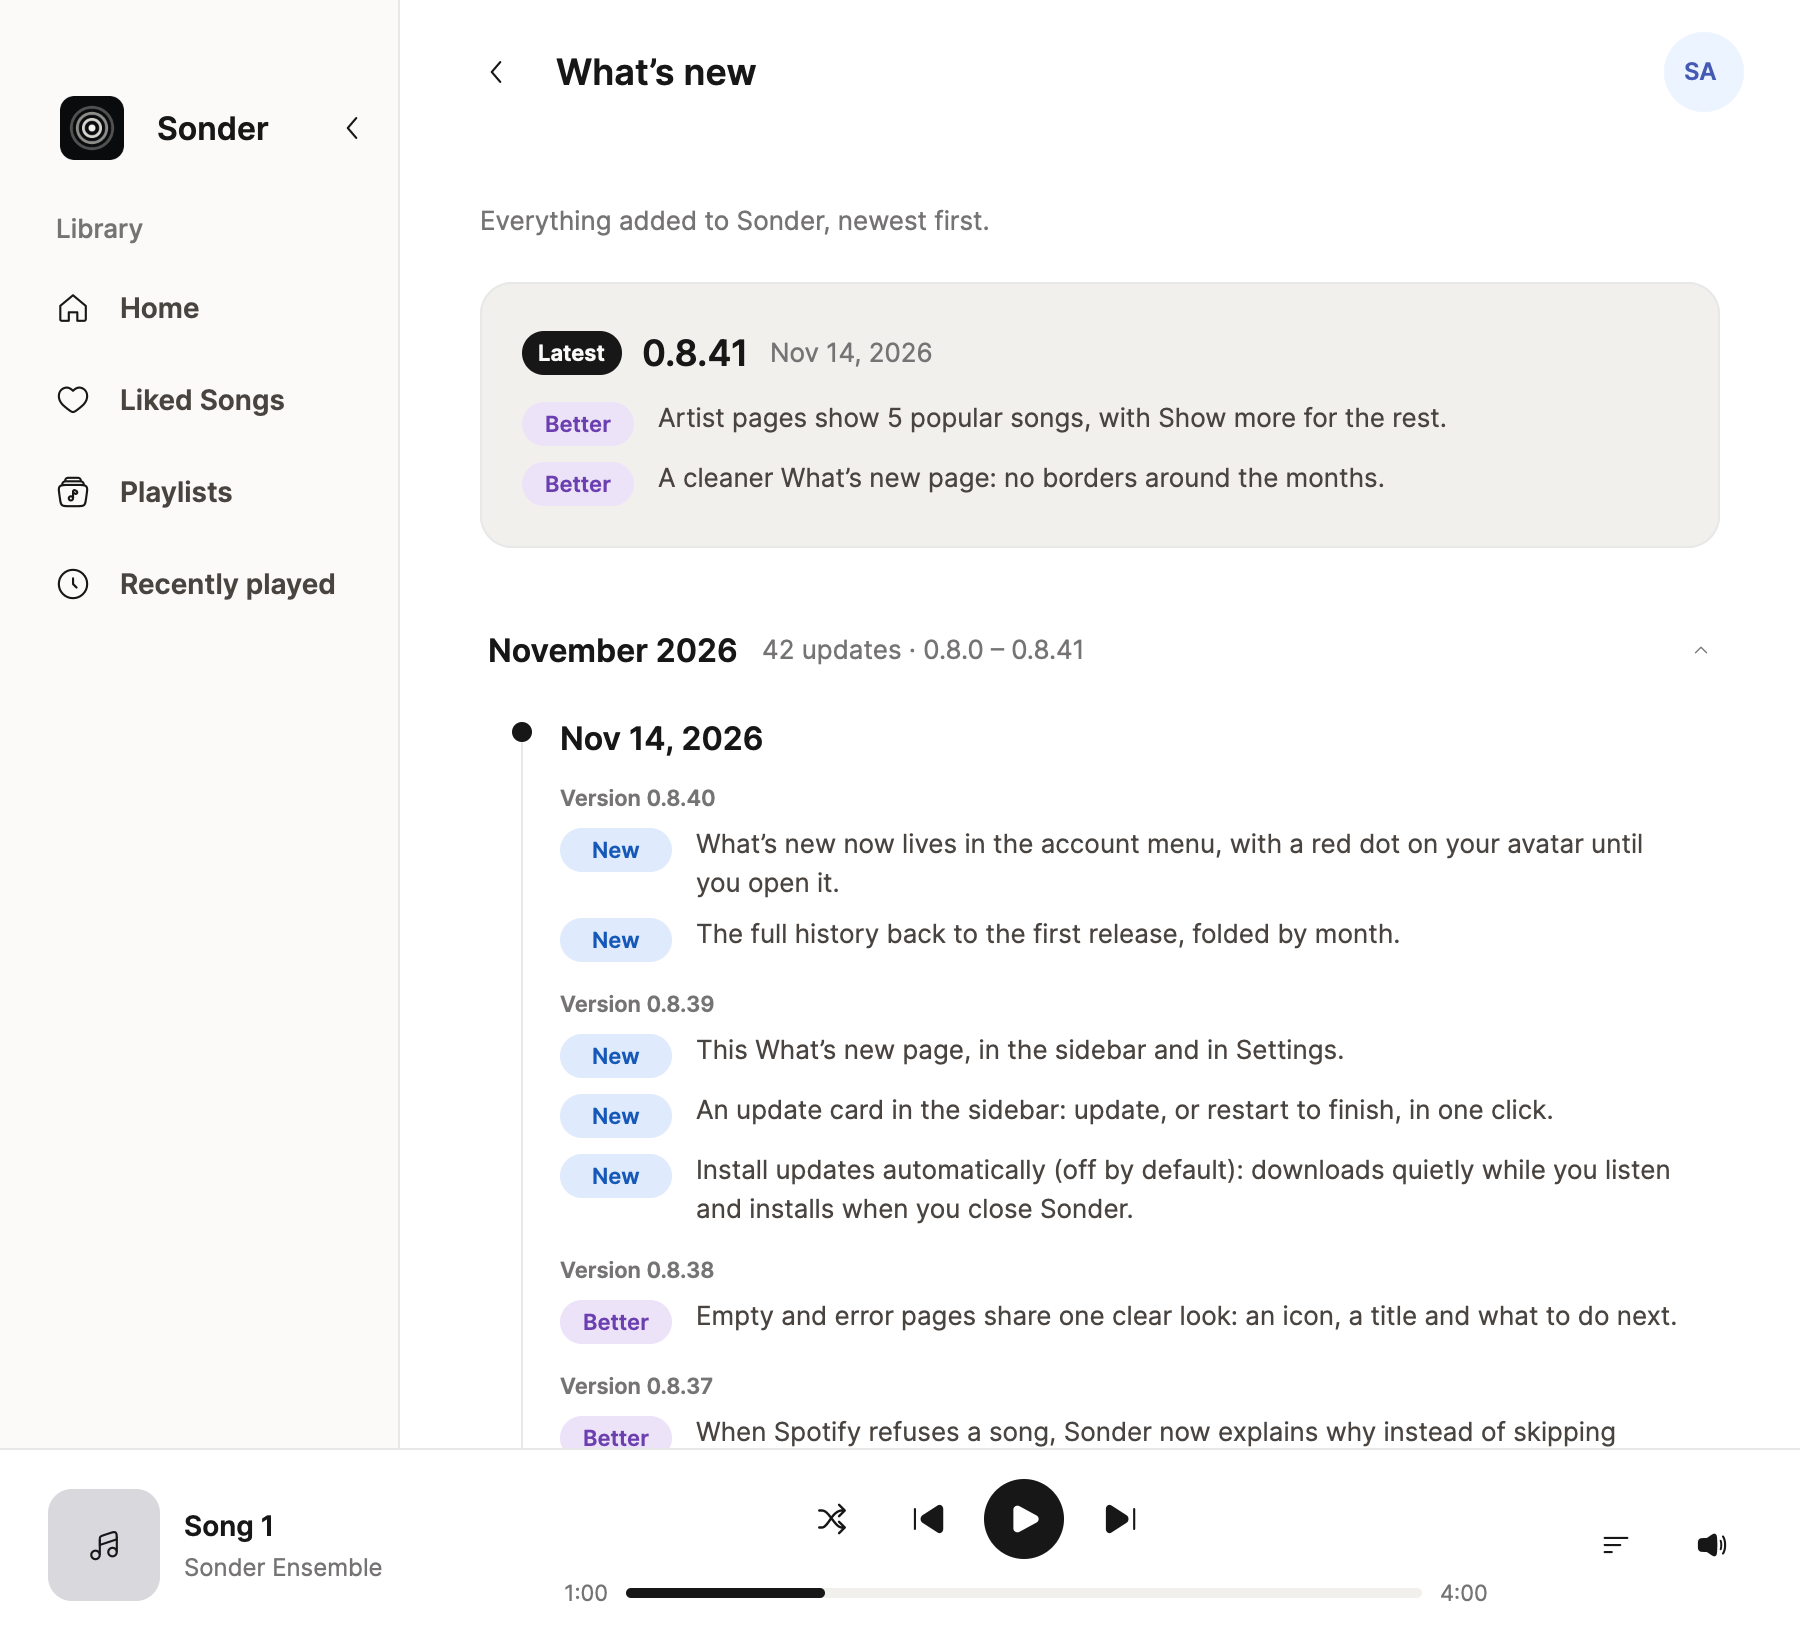 Sonder
Library
Home
Liked Songs
Playlists
Recently played
What’s new
SA
Everything added to Sonder, newest first.
Latest 0.8.41 Nov 14, 2026
Better Artist pages show 5 popular songs, with Show more for the rest.
Better A cleaner What’s new page: no borders around the months.
November 2026 42 updates · 0.8.0 – 0.8.41
Nov 14, 2026
Version 0.8.40
New What’s new now lives in the account menu, with a red dot on your avatar until
you open it.
New The full history back to the first release, folded by month.
Version 0.8.39
New This What’s new page, in the sidebar and in Settings.
New An update card in the sidebar: update, or restart to finish, in one click.
New Install updates automatically (off by default): downloads quietly while you listen
and installs when you close Sonder.
Version 0.8.38
Better Empty and error pages share one clear look: an icon, a title and what to do next.
Version 0.8.37
Better When Spotify refuses a song, Sonder now explains why instead of skipping
Song 1
Sonder Ensemble
1:00
4:00